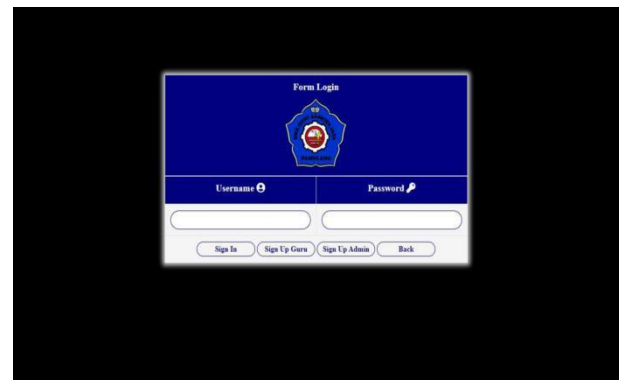 Form Login
Username
Password
Sign In
Sign Up Guru
Sign Up Admin
Back